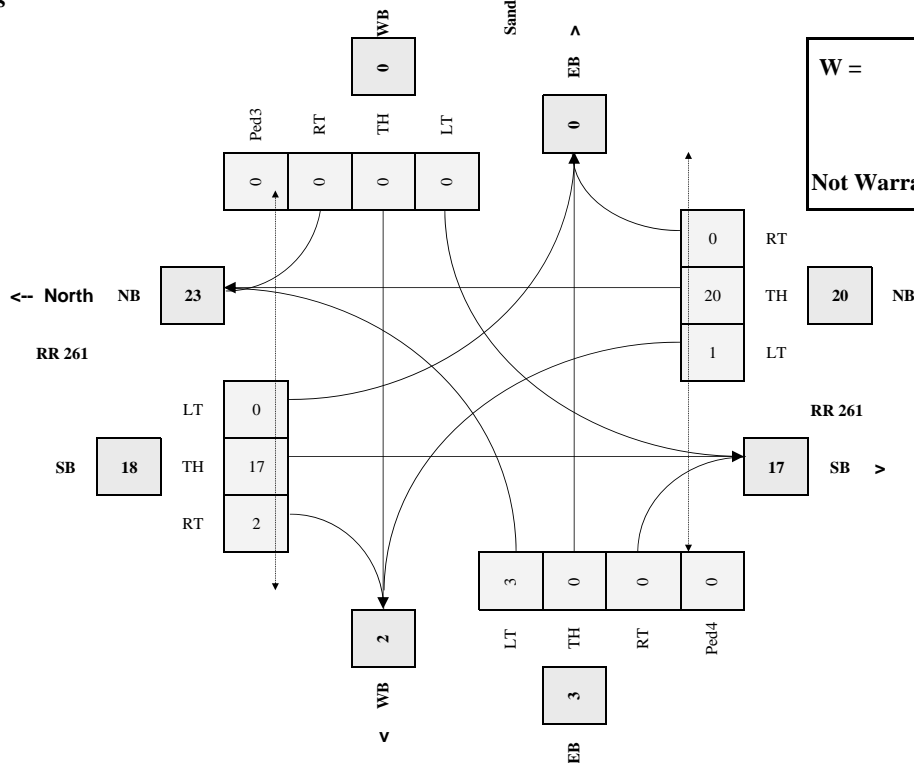 s
WB
Sand
>
EB
0
0
W =
Not Warra
Ped3
RT
TH
LT
0
0
0
0
0
RT
20
TH
20
NB
1
LT
<-- North
NB
23
RR 261
RR 261
LT
0
SB
18
TH
17
RT
2
17
SB
>
3
0
0
0
LT
TH
RT
Ped4
2
WB
<
3
EB